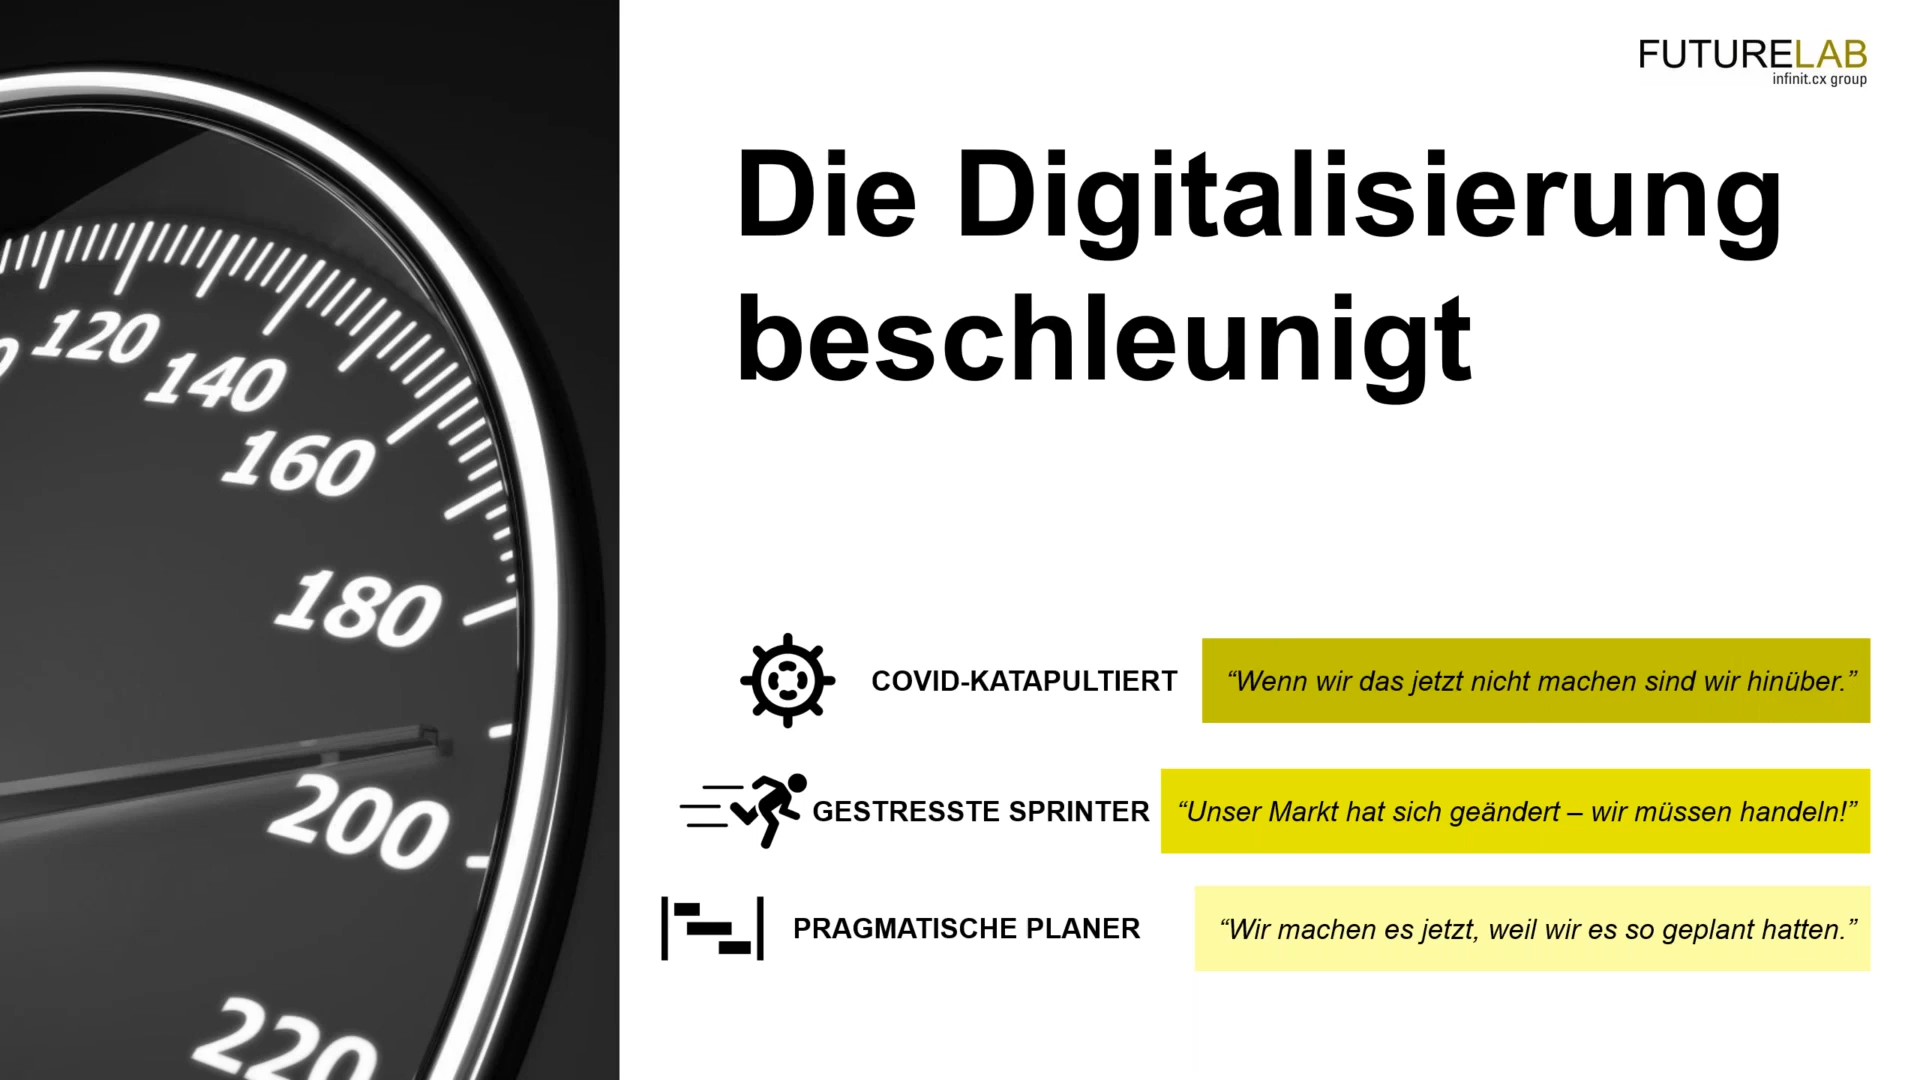 FUTURELAB
infinit.cx group
Die Digitalisierung
beschleunigt
COVID-KATAPULTIERT
“Wenn wir das jetzt nicht machen sind wir hinüber.”
GESTRESSTE SPRINTER
“Unser Markt hat sich geändert – wir müssen handeln!”
PRAGMATISCHE PLANER
“Wir machen es jetzt, weil wir es so geplant hatten.”
120
140
160
180
200
220